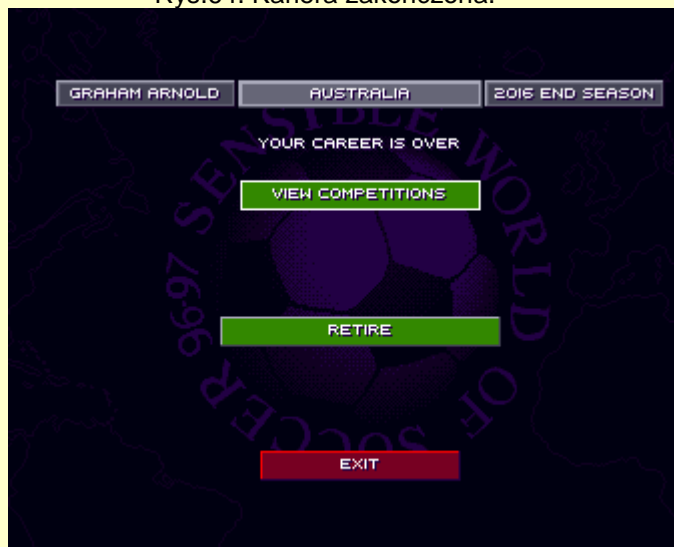 GRAHAM ARNOLD AUSTRALIA 2016 END SEASON
YOUR CAREER IS OVER
VIEW COMPETITIONS
RETIRE
EXIT
96-97 SENSIBLE WORLD OF SOCCER